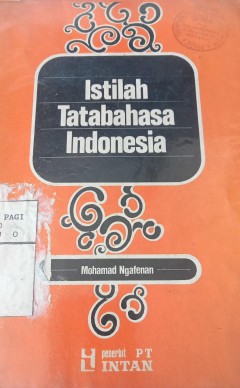 Istilah
Tatabahasa
Indonesia
PAGI
O
Mohamad Ngafenan
penerbit PT
INTAN